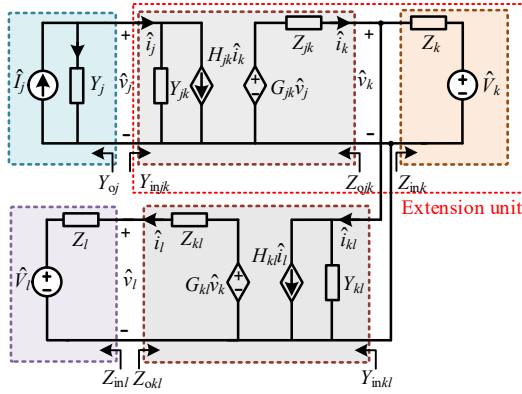 Î_j Y_j v̂_j + - î_j Y_jk H_jk î_k G_jk v̂_j + - Z_jk î_k v̂_k + - Z_k V̂_k + -
Y_oj Y_injk Z_ojk Z_ink
Extension unit
V̂_l + - Z_l v̂_l + - î_l Z_kl G_kl v̂_k + - H_kl î_l î_kl Y_kl
Z_inl Z_okl Y_inkl